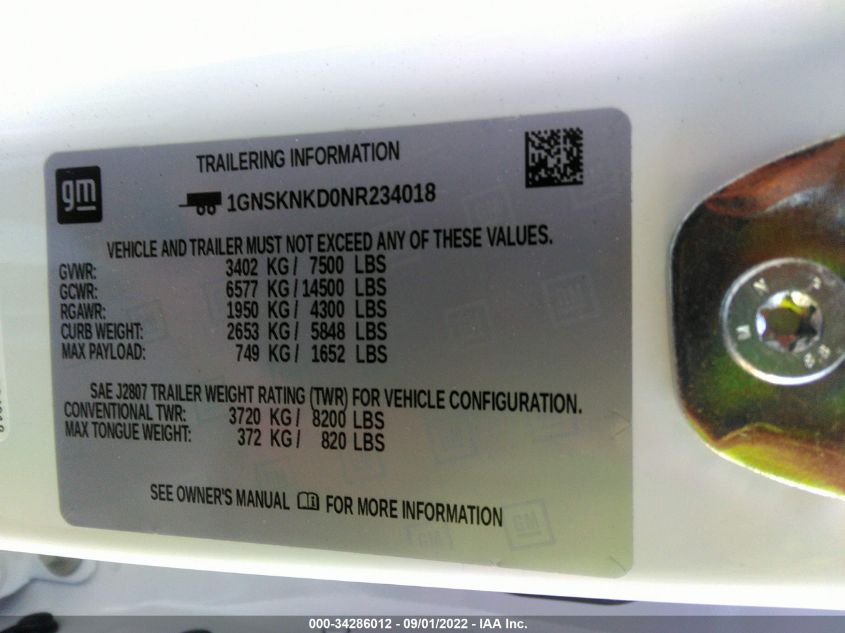 gm
TRAILERING INFORMATION
1GNSKNKD0NR234018
VEHICLE AND TRAILER MUST NOT EXCEED ANY OF THESE VALUES.
GVWR: 3402 KG / 7500 LBS
GCWR: 6577 KG / 14500 LBS
RGAWR: 1950 KG / 4300 LBS
CURB WEIGHT: 2653 KG / 5848 LBS
MAX PAYLOAD: 749 KG / 1652 LBS
SAE J2807 TRAILER WEIGHT RATING (TWR) FOR VEHICLE CONFIGURATION.
CONVENTIONAL TWR: 3720 KG / 8200 LBS
MAX TONGUE WEIGHT: 372 KG / 820 LBS
SEE OWNER'S MANUAL FOR MORE INFORMATION
GM
GM
000-34286012 - 09/01/2022 - IAA Inc.